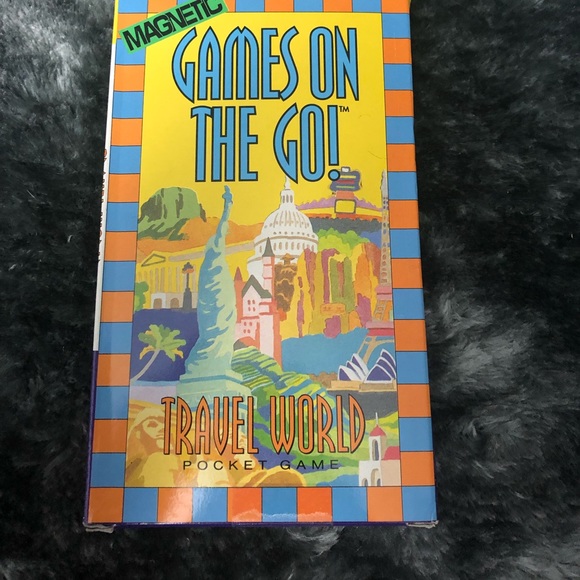 MAGNETIC
GAMES ON
THE GO!™
TRAVEL WORLD
POCKET GAME